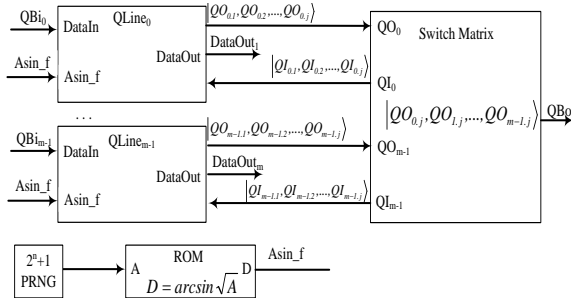 QBi0 DataIn QLine0 |QO0.1,QO0.2,...,QO0.j⟩ QO0 Switch Matrix
DataOut DataOut1
Asin_f Asin_f |QI0.1,QI0.2,...,QI0.j⟩ QI0
...
|QO0.j,QO1.j,...,QOm-1.j⟩ QBo
QBim-1 DataIn QLinem-1 |QOm-1.1,QOm-1.2,...,QOm-1.j⟩ QOm-1
DataOut DataOutm
Asin_f Asin_f |QIm-1.1,QIm-1.2,...,QIm-1.j⟩ QIm-1
2ⁿ+1 PRNG
A ROM D Asin_f
D = arcsin√A